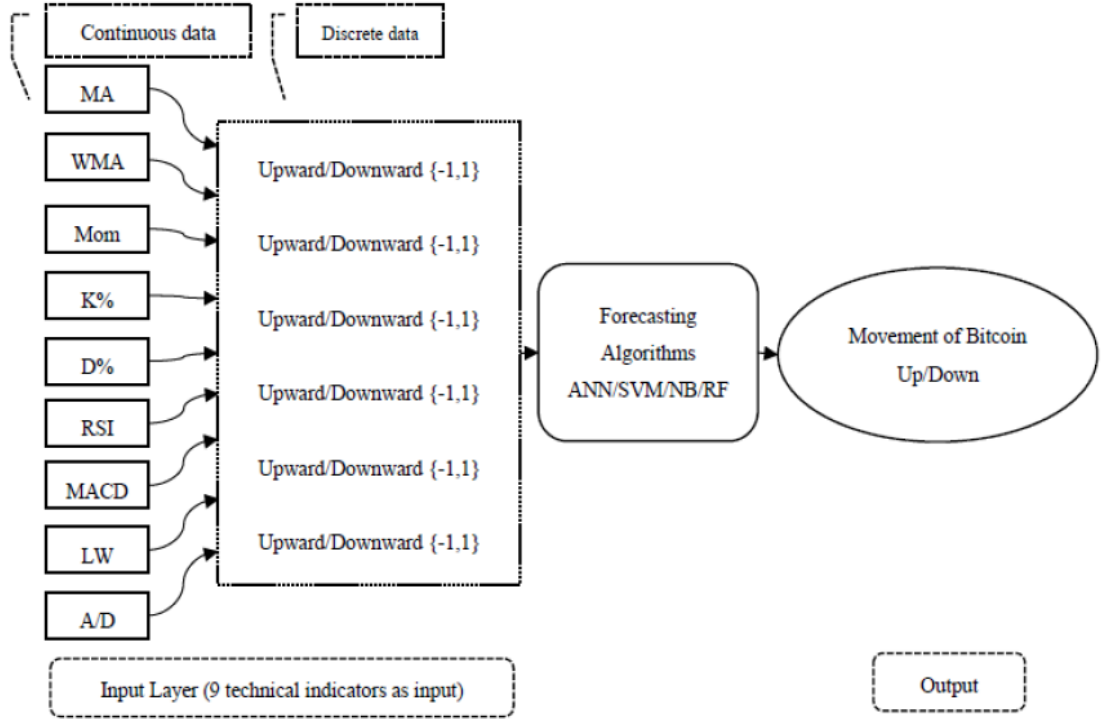 Continuous data
Discrete data
MA
WMA
Mom
K%
D%
RSI
MACD
LW
A/D
Upward/Downward {-1,1}
Upward/Downward {-1,1}
Upward/Downward {-1,1}
Upward/Downward {-1,1}
Upward/Downward {-1,1}
Upward/Downward {-1,1}
Forecasting
Algorithms
ANN/SVM/NB/RF
Movement of Bitcoin
Up/Down
Input Layer (9 technical indicators as input)
Output